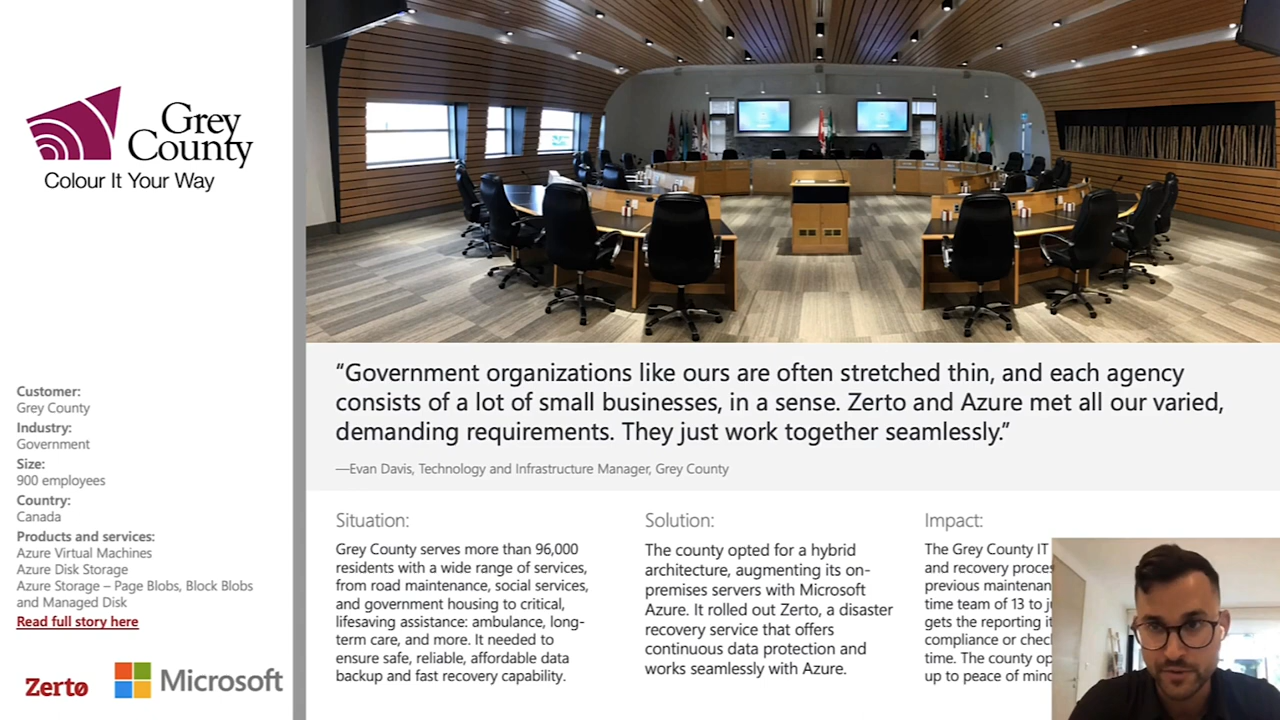 Grey
County
Colour It Your Way
Customer:
Grey County
Industry:
Government
Size:
900 employees
Country:
Canada
Products and services:
Azure Virtual Machines
Azure Disk Storage
Azure Storage – Page Blobs, Block Blobs
and Managed Disk
Read full story here
Zerto
Microsoft
“Government organizations like ours are often stretched thin, and each agency
consists of a lot of small businesses, in a sense. Zerto and Azure met all our varied,
demanding requirements. They just work together seamlessly.”
—Evan Davis, Technology and Infrastructure Manager, Grey County
Situation:
Grey County serves more than 96,000
residents with a wide range of services,
from road maintenance, social services,
and government housing to critical,
lifesaving assistance: ambulance, long-
term care, and more. It needed to
ensure safe, reliable, affordable data
backup and fast recovery capability.
Solution:
The county opted for a hybrid
architecture, augmenting its on-
premises servers with Microsoft
Azure. It rolled out Zerto, a disaster
recovery service that offers
continuous data protection and
works seamlessly with Azure.
Impact:
The Grey County IT
and recovery
previous
time team of 13 to
gets the reporting
compliance or
time. The county
up to peace of